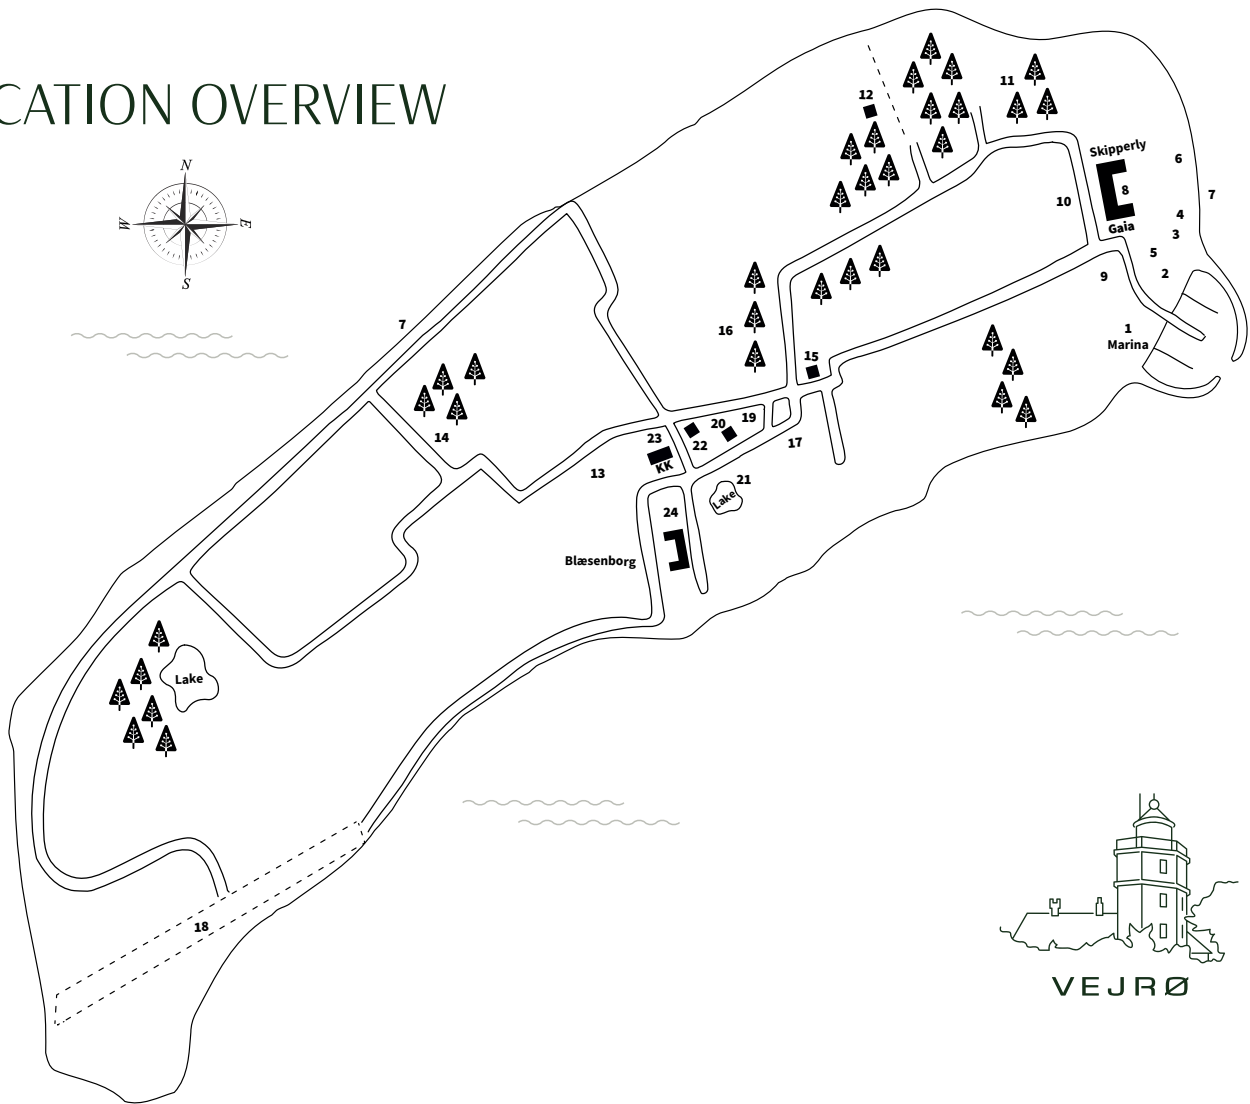 CATION OVERVIEW
N
W
E
S
12
11
Skipperly
6
7
8
10
4
Gaia
3
5
2
9
7
16
1
Marina
15
14
19
20
23
22
17
KK
13
21
Lake
24
Blæsenborg
Lake
18
VEJRØ